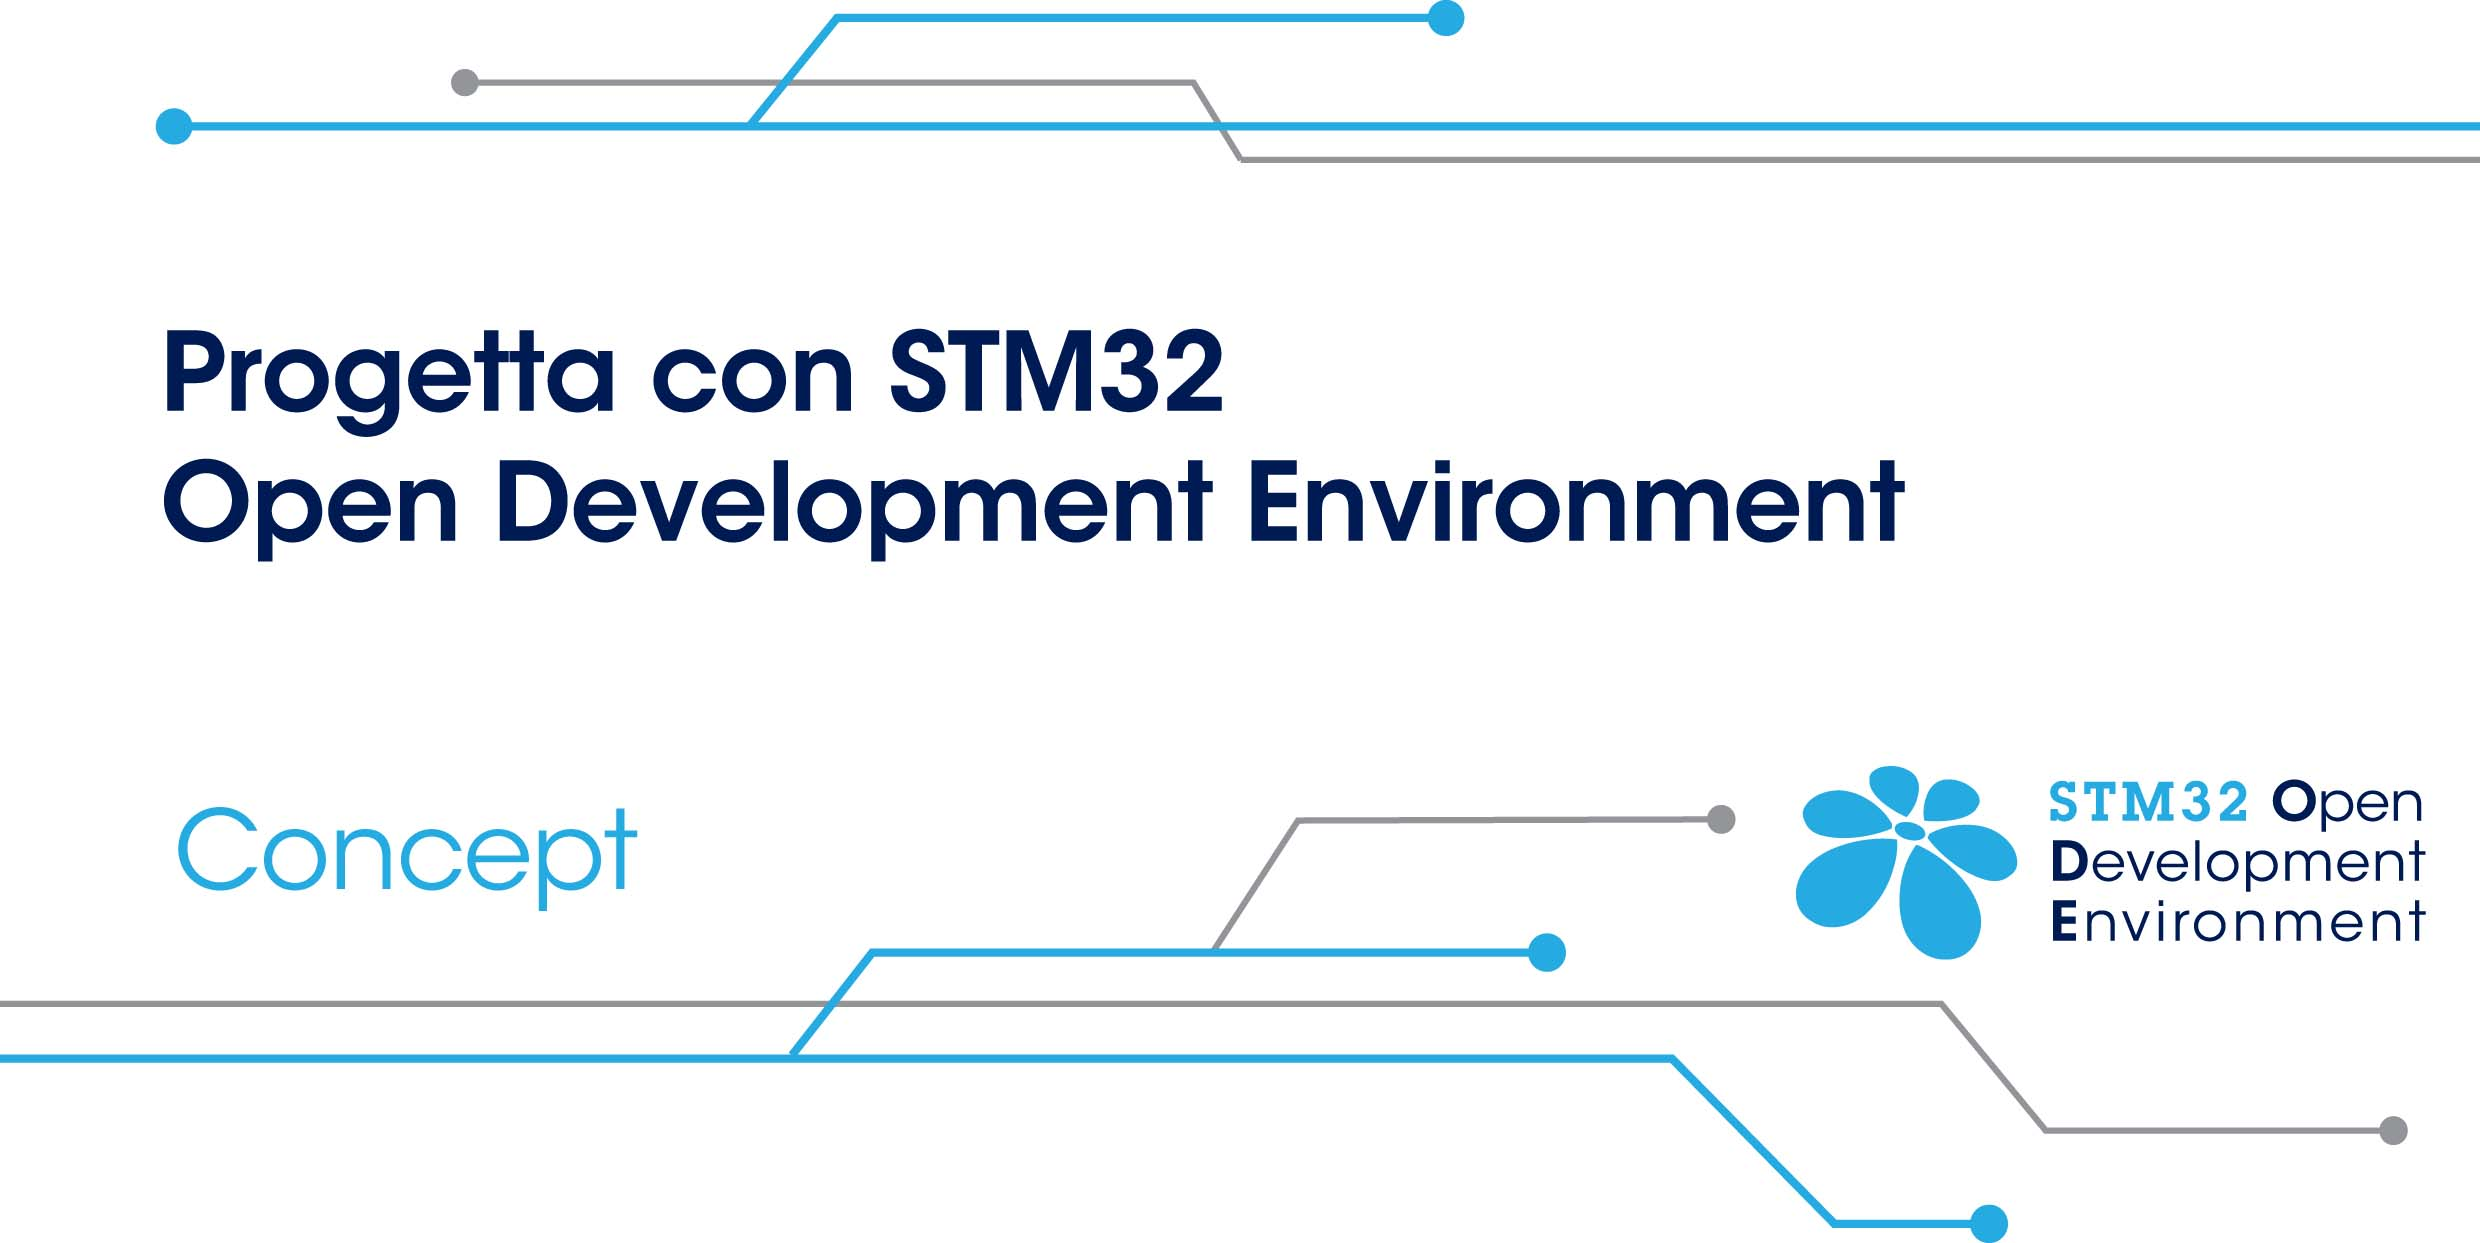 Progetta con STM32
Open Development Environment
Concept
STM32 Open
Development
Environment